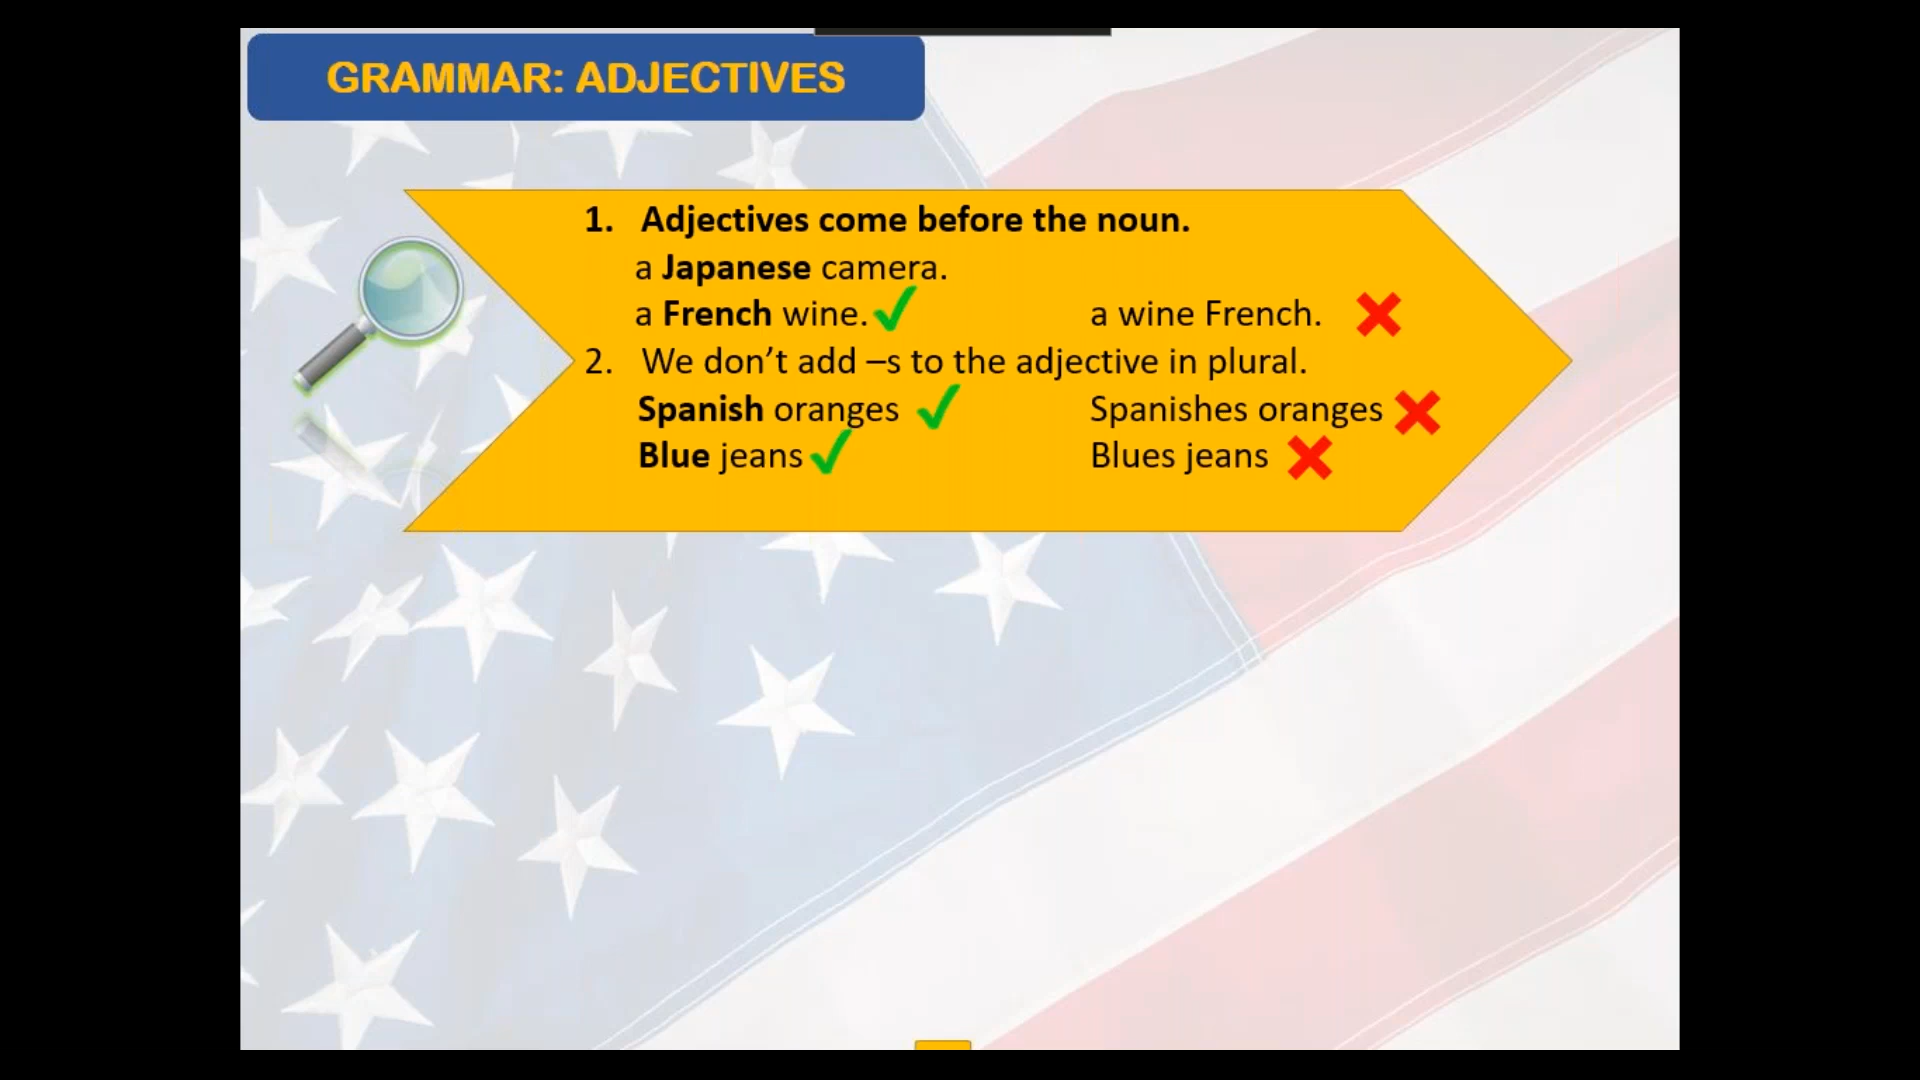 GRAMMAR: ADJECTIVES
1. Adjectives come before the noun.
a Japanese camera.
a French wine. a wine French.
2. We don’t add –s to the adjective in plural.
Spanish oranges Spanishes oranges
Blue jeans Blues jeans